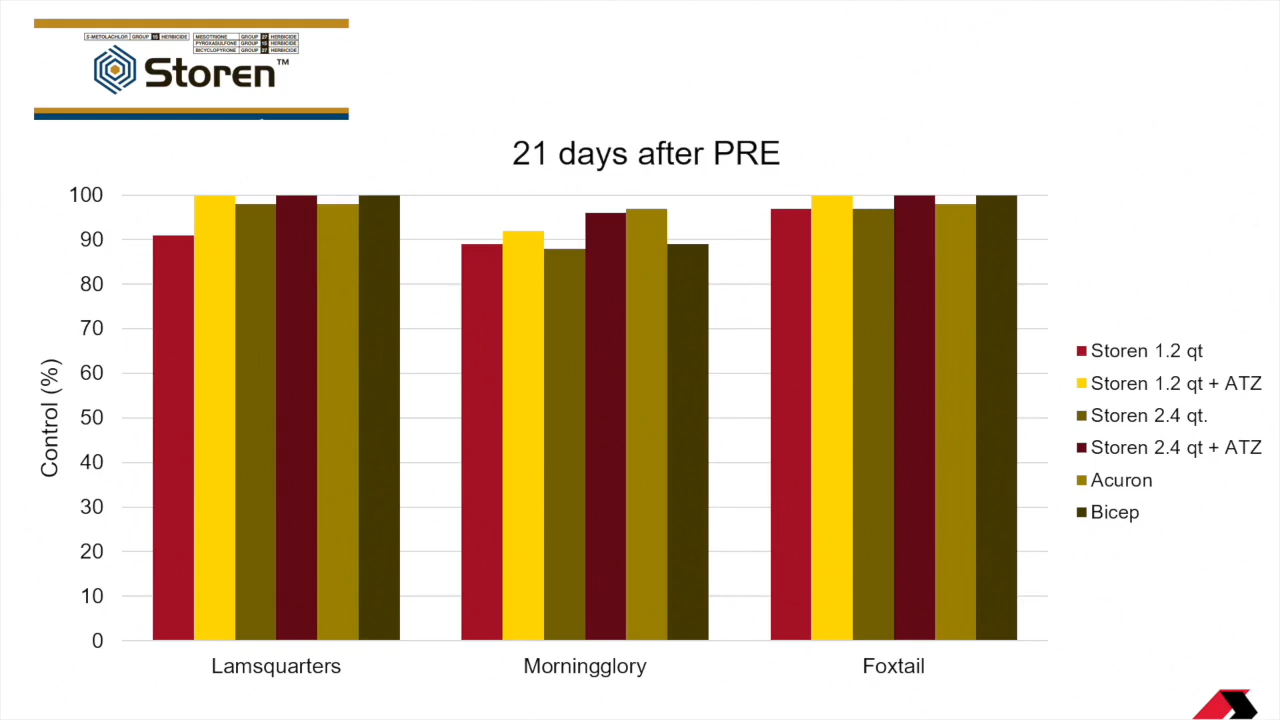 S-METOLACHLOR GROUP 15 HERBICIDE
MESOTRIONE GROUP 27 HERBICIDE
PYROXASULFONE GROUP 15 HERBICIDE
BICYCLOPYRONE GROUP 27 HERBICIDE
Storen™
21 days after PRE
100
90
80
70
60
50
40
30
20
10
0
Control (%)
Lamsquarters
Morningglory
Foxtail
Storen 1.2 qt
Storen 1.2 qt + ATZ
Storen 2.4 qt.
Storen 2.4 qt + ATZ
Acuron
Bicep